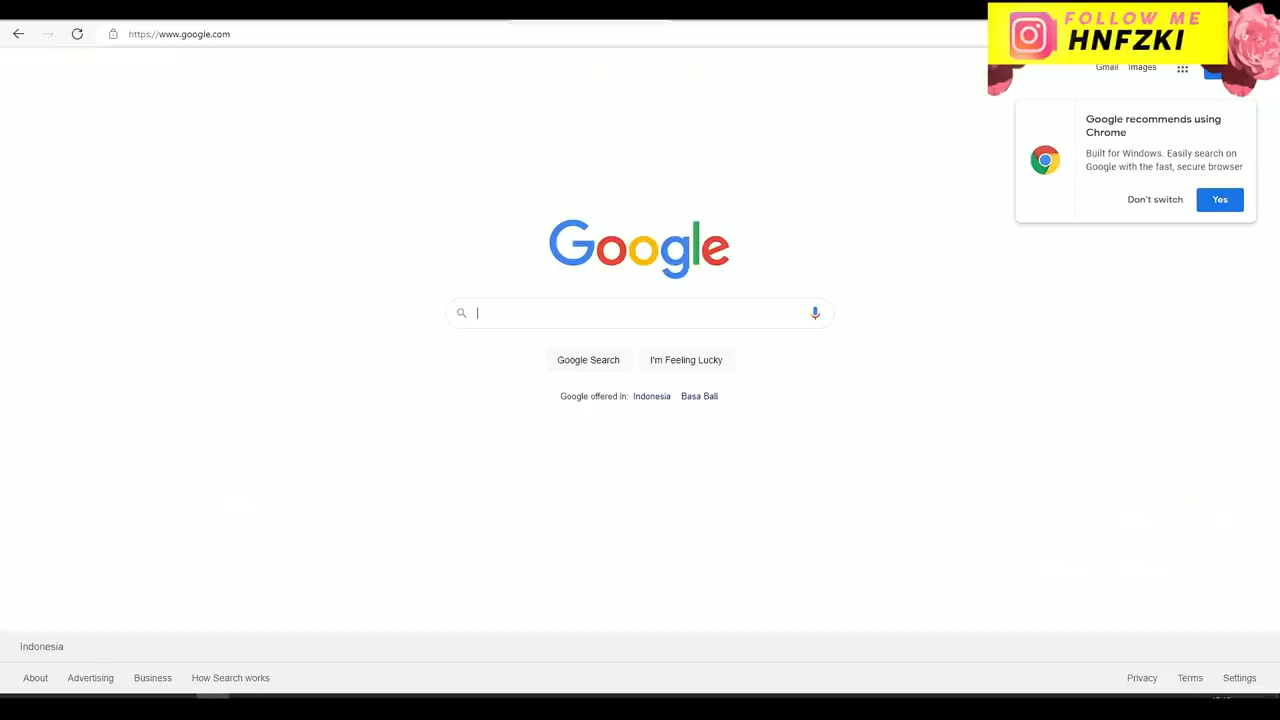 https://www.google.com
FOLLOW ME
HNFZKI
Gmail Images
Google recommends using
Chrome
Built for Windows. Easily search on
Google with the fast, secure browser
Don't switch Yes
Google
Google Search I'm Feeling Lucky
Google offered in: Indonesia Basa Bali
Indonesia
About Advertising Business How Search works
Privacy Terms Settings